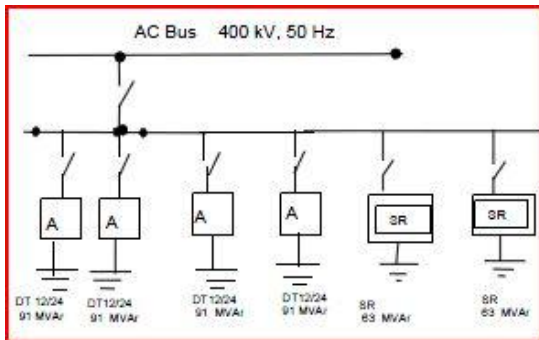 AC Bus 400 kV, 50 Hz
A A A A SR SR
DT 12/24 DT12/24 DT12/24 DT12/24 SR SR
91 MVAr 91 MVAr 91 MVAr 91 MVAr 63 MVAr 63 MVAr